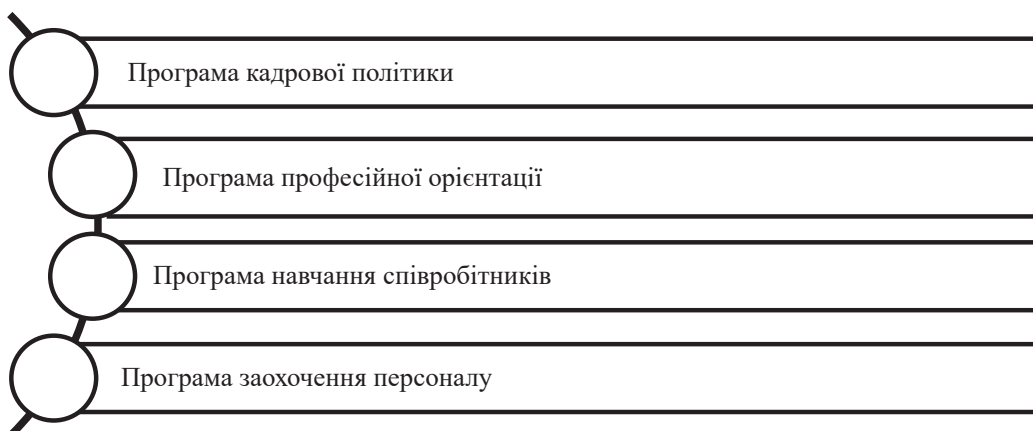 Програма кадрової політики
Програма професійної орієнтації
Програма навчання співробітників
Програма заохочення персоналу